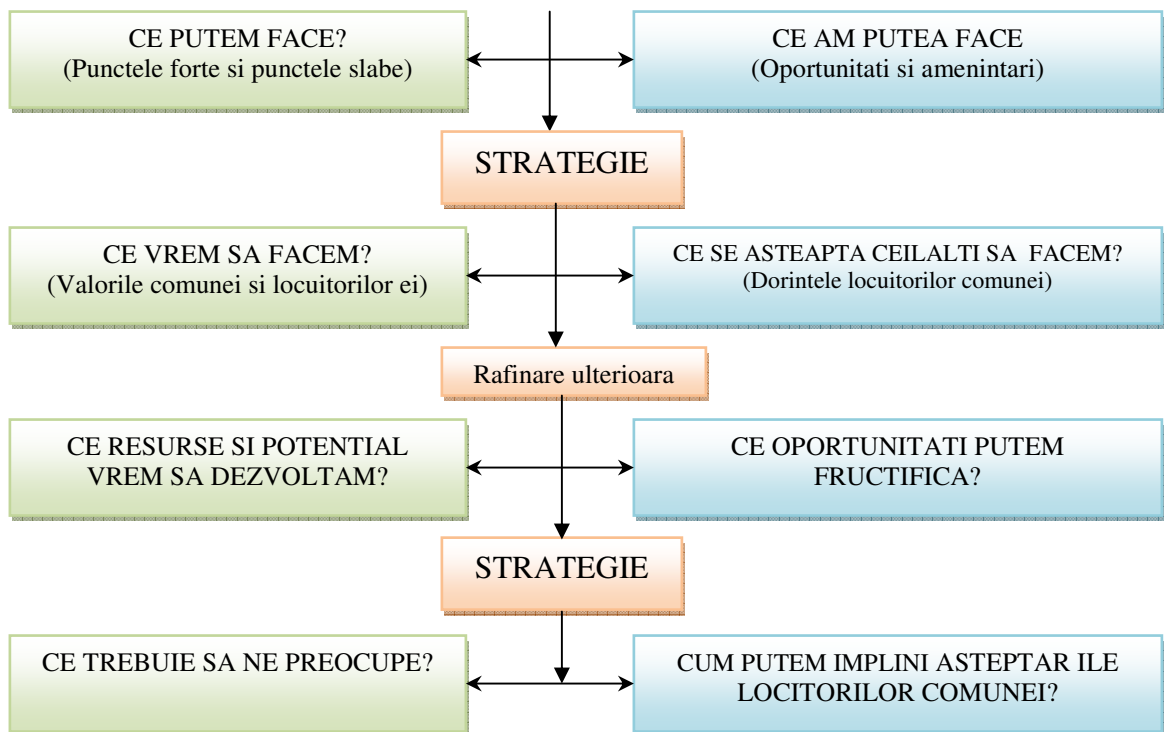 CE PUTEM FACE?
(Punctele forte si punctele slabe)
CE AM PUTEA FACE
(Oportunitati si amenintari)
STRATEGIE
CE VREM SA FACEM?
(Valorile comunei si locuitorilor ei)
CE SE ASTEAPTA CEILALTI SA FACEM?
(Dorintele locuitorilor comunei)
Rafinare ulterioara
CE RESURSE SI POTENTIAL
VREM SA DEZVOLTAM?
CE OPORTUNITATI PUTEM
FRUCTIFICA?
STRATEGIE
CE TREBUIE SA NE PREOCUPE?
CUM PUTEM IMPLINI ASTEPTAR ILE
LOCITORILOR COMUNEI?